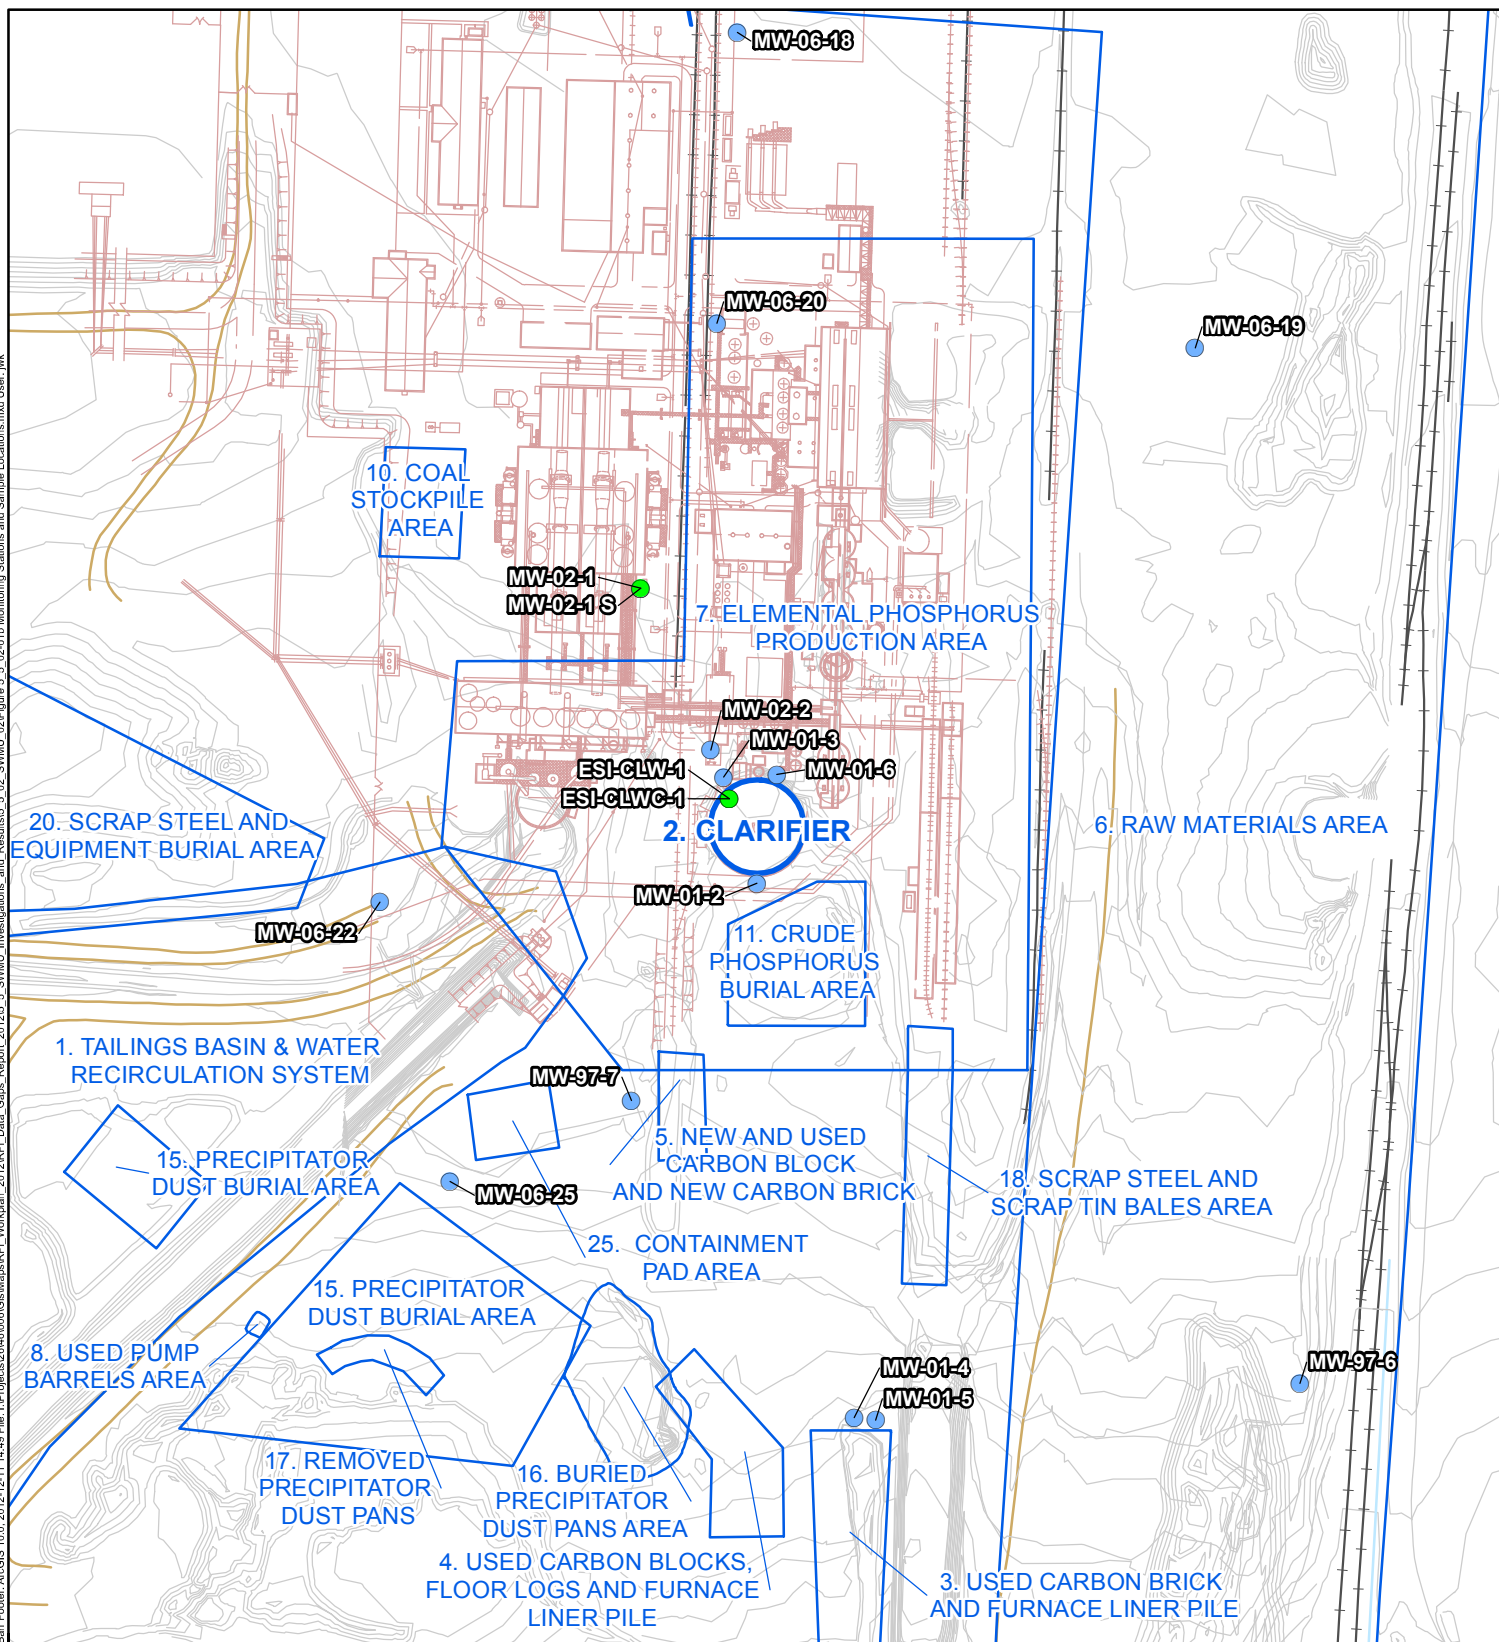 MW-06-18
MW-06-20
MW-06-19
10. COAL
STOCKPILE
AREA
MW-02-1
MW-02-1 S
7. ELEMENTAL PHOSPHORUS
PRODUCTION AREA
MW-02-2
MW-01-3
ESI-CLW-1
MW-01-6
ESI-CLWC-1
2. CLARIFIER
20. SCRAP STEEL AND
EQUIPMENT BURIAL AREA
6. RAW MATERIALS AREA
MW-01-2
MW-06-22
11. CRUDE
PHOSPHORUS
BURIAL AREA
1. TAILINGS BASIN & WATER
RECIRCULATION SYSTEM
MW-97-7
15. PRECIPITATOR
DUST BURIAL AREA
5. NEW AND USED
CARBON BLOCK
AND NEW CARBON BRICK
MW-06-25
18. SCRAP STEEL AND
SCRAP TIN BALES AREA
25. CONTAINMENT
PAD AREA
15. PRECIPITATOR
DUST BURIAL AREA
8. USED PUMP
BARRELS AREA
MW-01-4
MW-01-5
MW-97-6
17. REMOVED
PRECIPITATOR
DUST PANS
16. BURIED
PRECIPITATOR
DUST PANS AREA
4. USED CARBON BLOCKS,
FLOOR LOGS AND FURNACE
LINER PILE
3. USED CARBON BRICK
AND FURNACE LINER PILE